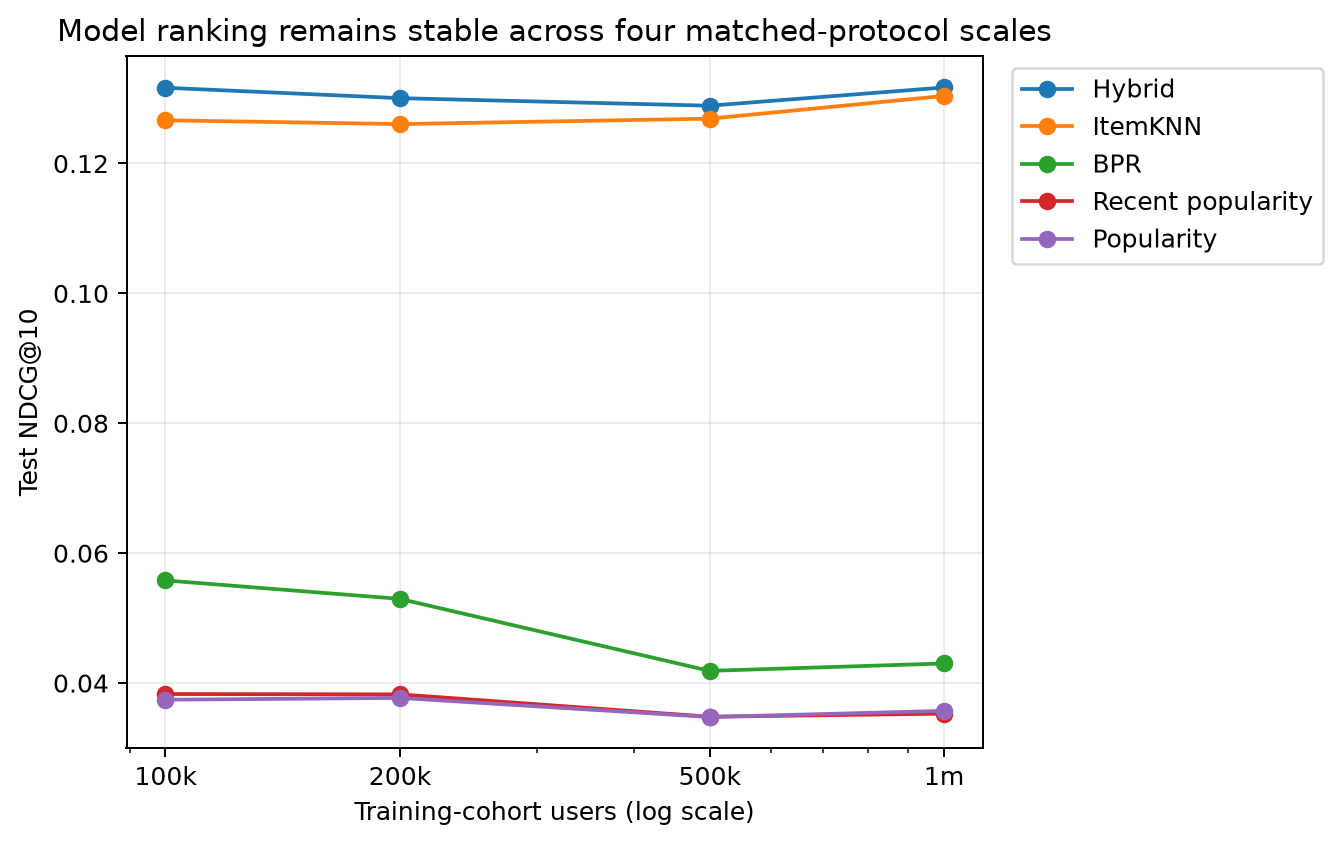 Model ranking remains stable across four matched-protocol scales
Hybrid
ItemKNN
BPR
Recent popularity
Popularity
Test NDCG@10
0.12
0.10
0.08
0.06
0.04
100k 200k 500k 1m
Training-cohort users (log scale)